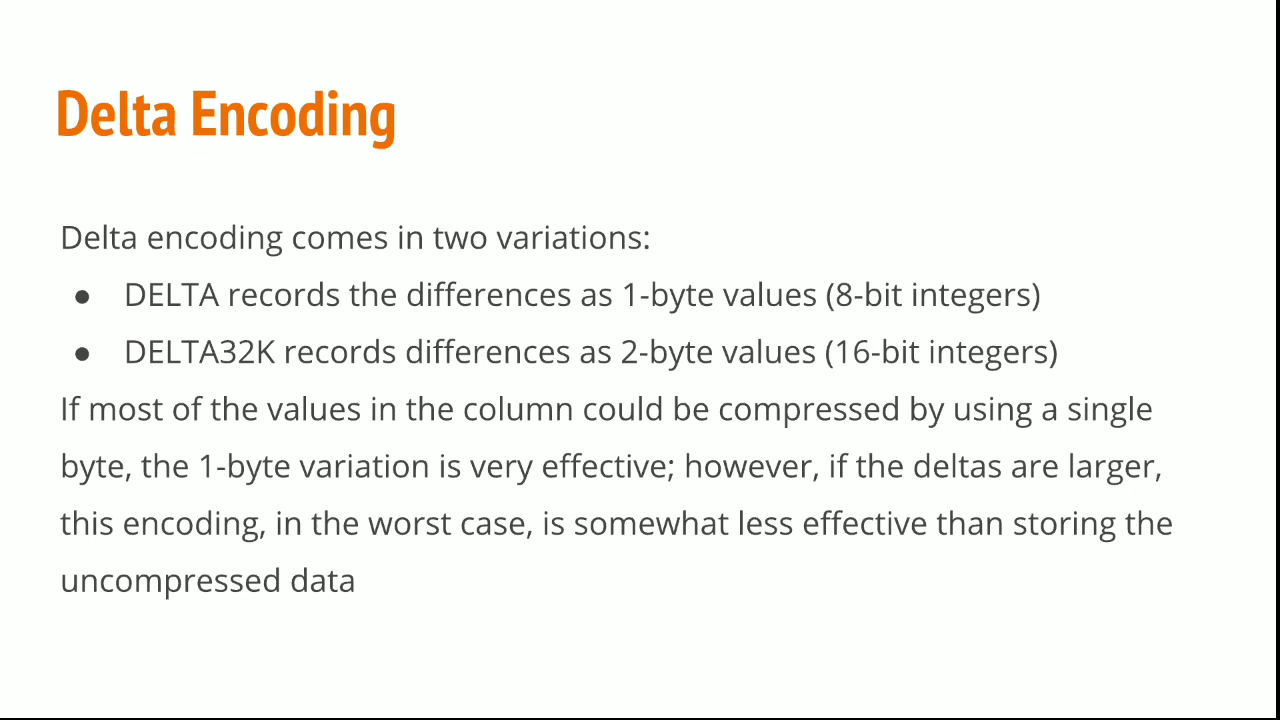 Delta Encoding
Delta encoding comes in two variations:
● DELTA records the differences as 1-byte values (8-bit integers)
● DELTA32K records differences as 2-byte values (16-bit integers)
If most of the values in the column could be compressed by using a single
byte, the 1-byte variation is very effective; however, if the deltas are larger,
this encoding, in the worst case, is somewhat less effective than storing the
uncompressed data